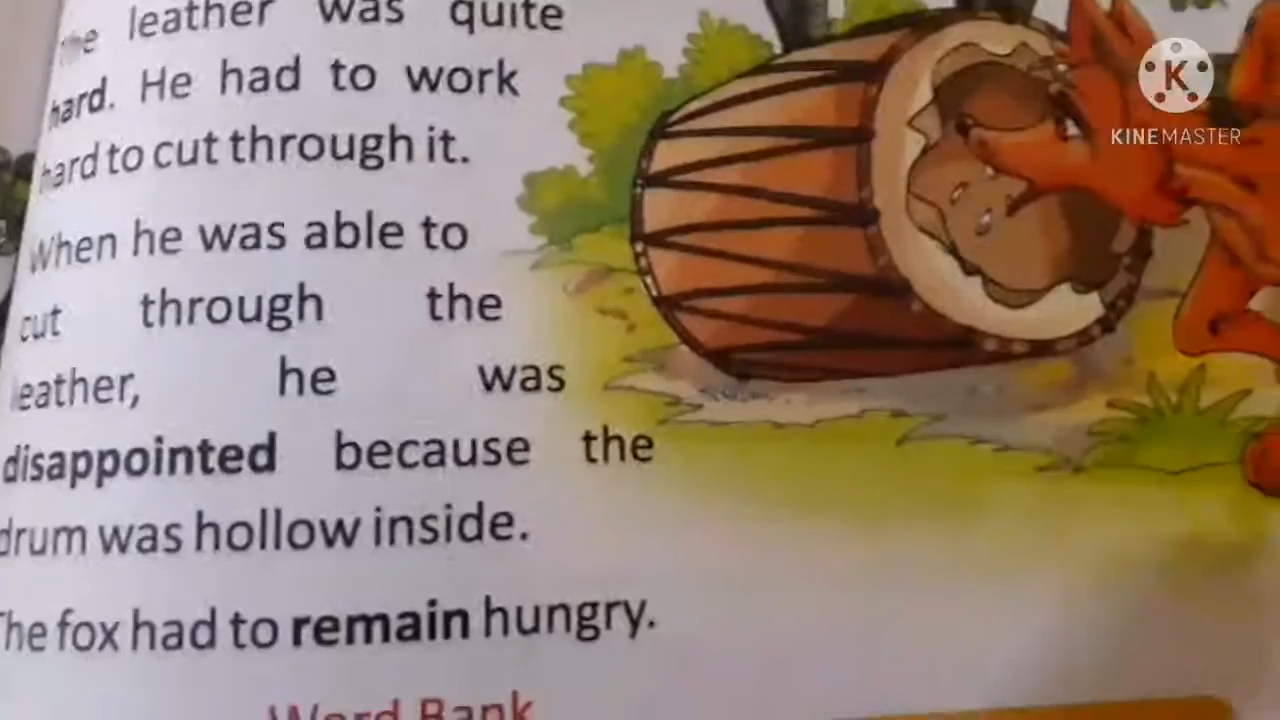 The leather was quite
hard. He had to work
hard to cut through it.
When he was able to
cut through the
leather, he was
disappointed because the
drum was hollow inside.
The fox had to remain hungry.
Word Bank
K
KINEMASTER